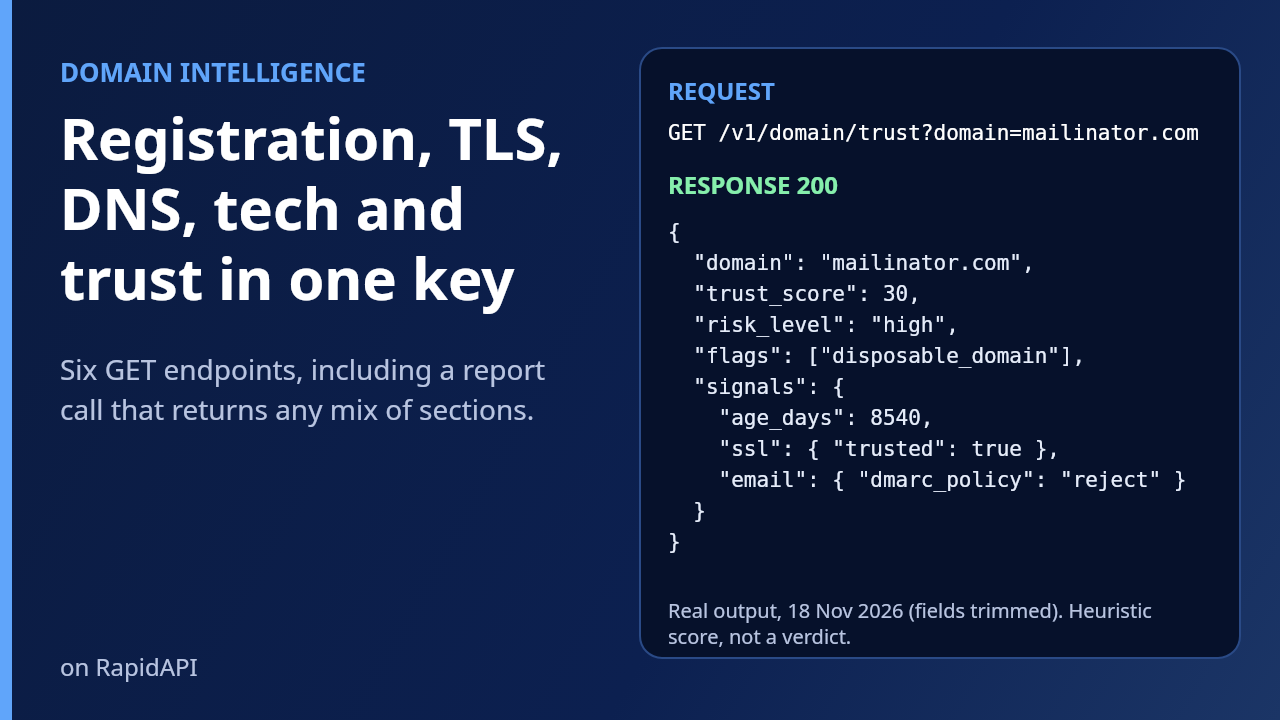 DOMAIN INTELLIGENCE
Registration, TLS,
DNS, tech and
trust in one key
Six GET endpoints, including a report
call that returns any mix of sections.
on RapidAPI
REQUEST
GET /v1/domain/trust?domain=mailinator.com
RESPONSE 200
{
  "domain": "mailinator.com",
  "trust_score": 30,
  "risk_level": "high",
  "flags": ["disposable_domain"],
  "signals": {
    "age_days": 8540,
    "ssl": { "trusted": true },
    "email": { "dmarc_policy": "reject" }
  }
}
Real output, 18 Nov 2026 (fields trimmed). Heuristic
score, not a verdict.